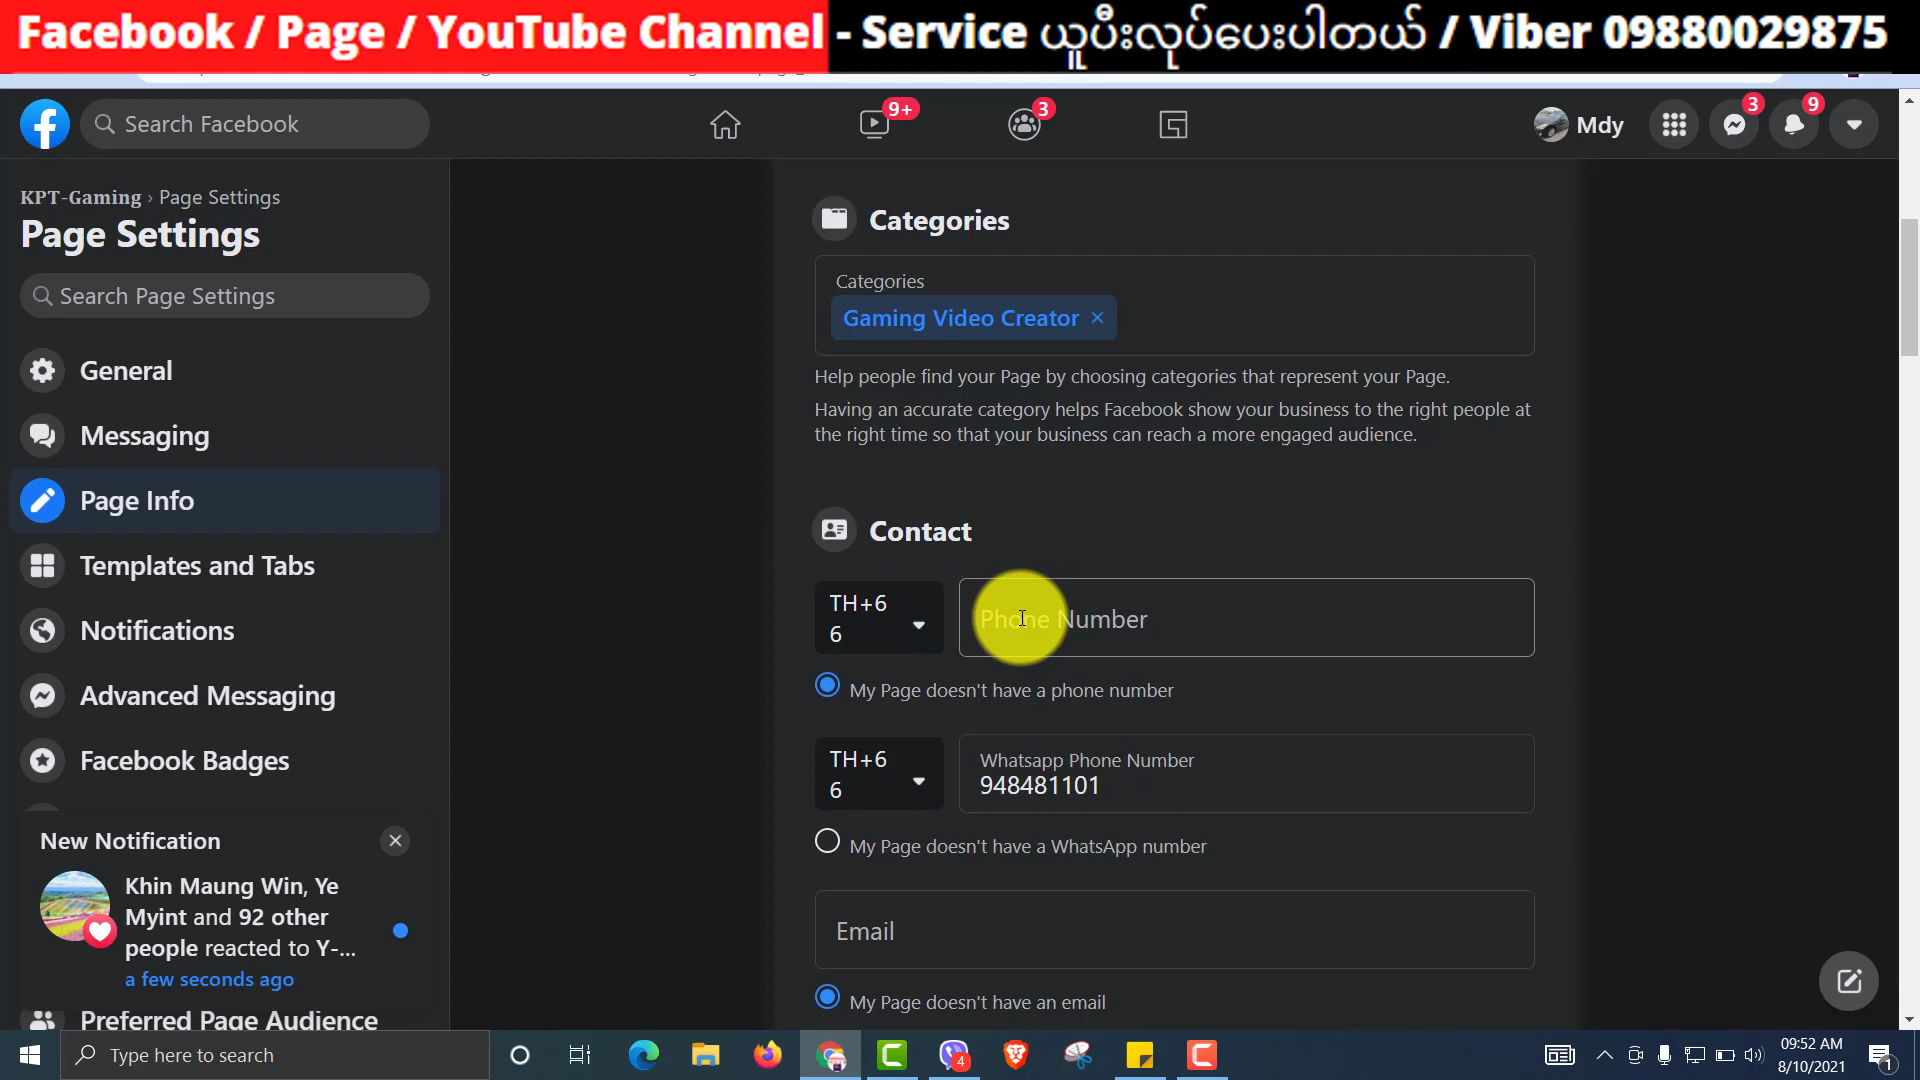 Facebook / Page / YouTube Channel - Service ယူပီးလုပ်ပေးပါတယ် / Viber 09880029875
Search Facebook
9+
3
Mdy
3
9
KPT-Gaming › Page Settings
Page Settings
Search Page Settings
General
Messaging
Page Info
Templates and Tabs
Notifications
Advanced Messaging
Facebook Badges
New Notification
Khin Maung Win, Ye
Myint and 92 other
people reacted to Y-...
a few seconds ago
Preferred Page Audience
Categories
Categories
Gaming Video Creator
Help people find your Page by choosing categories that represent your Page.
Having an accurate category helps Facebook show your business to the right people at
the right time so that your business can reach a more engaged audience.
Contact
TH+6
6
Phone Number
My Page doesn't have a phone number
TH+6
6
Whatsapp Phone Number
948481101
My Page doesn't have a WhatsApp number
Email
My Page doesn't have an email
Type here to search
4
09:52 AM
8/10/2021
1